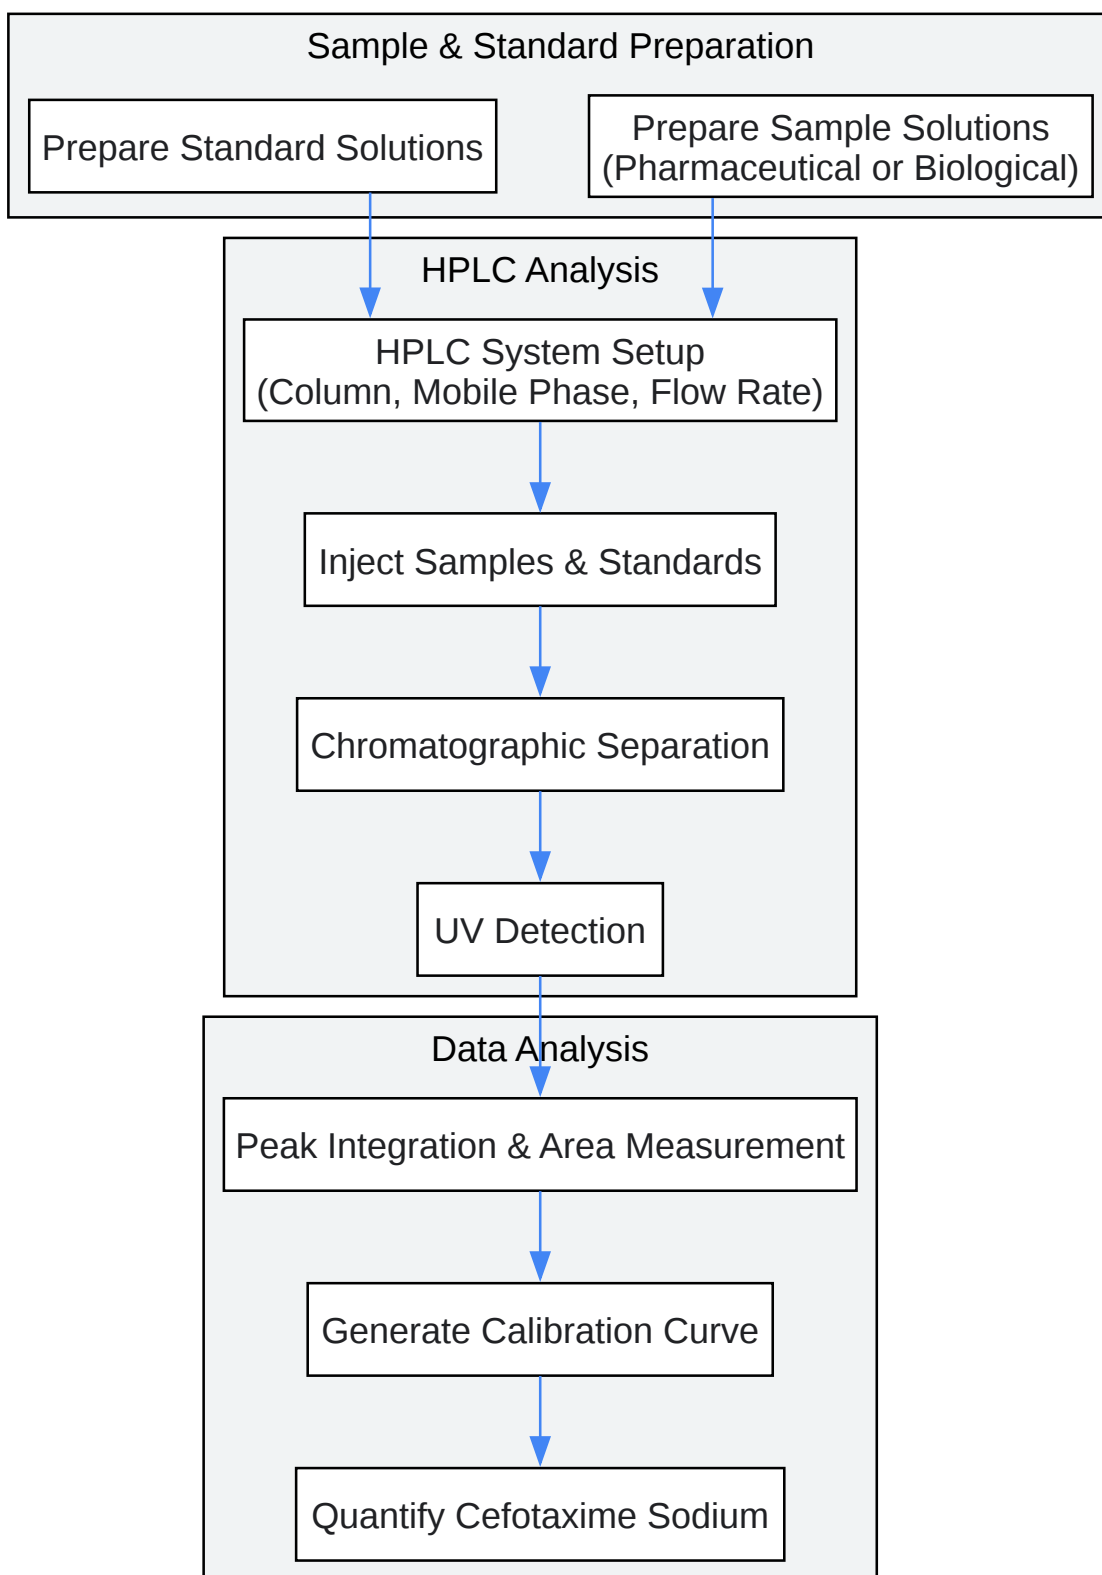 Sample & Standard Preparation
Prepare Standard Solutions
Prepare Sample Solutions
(Pharmaceutical or Biological)
HPLC Analysis
HPLC System Setup
(Column, Mobile Phase, Flow Rate)
Inject Samples & Standards
Chromatographic Separation
UV Detection
Data Analysis
Peak Integration & Area Measurement
Generate Calibration Curve
Quantify Cefotaxime Sodium